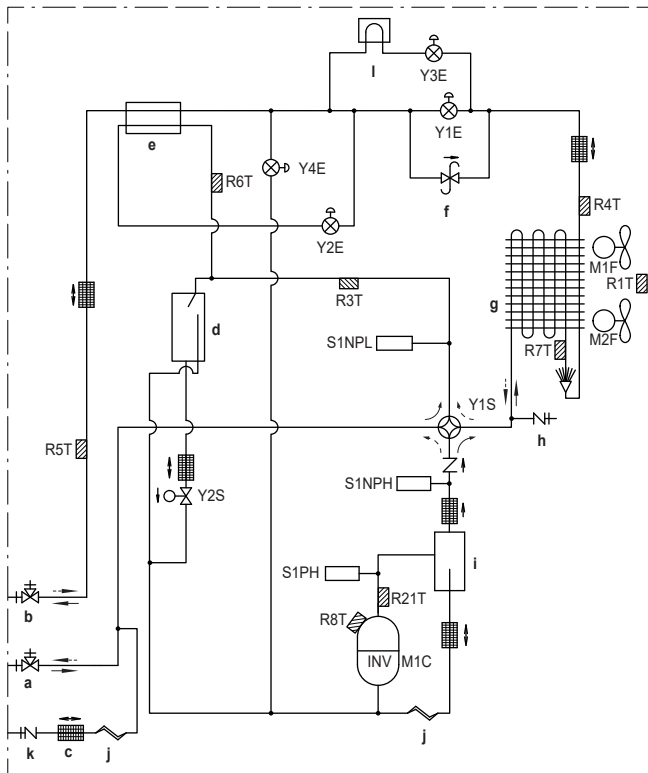 l
Y3E
e
Y1E
Y4E
R6T
f
R4T
Y2E
M1F
R1T
g
d
R3T
S1NPL
R7T
M2F
Y1S
h
R5T
S1NPH
Y2S
i
S1PH
R21T
b
R8T
INV
M1C
a
j
k
c
j